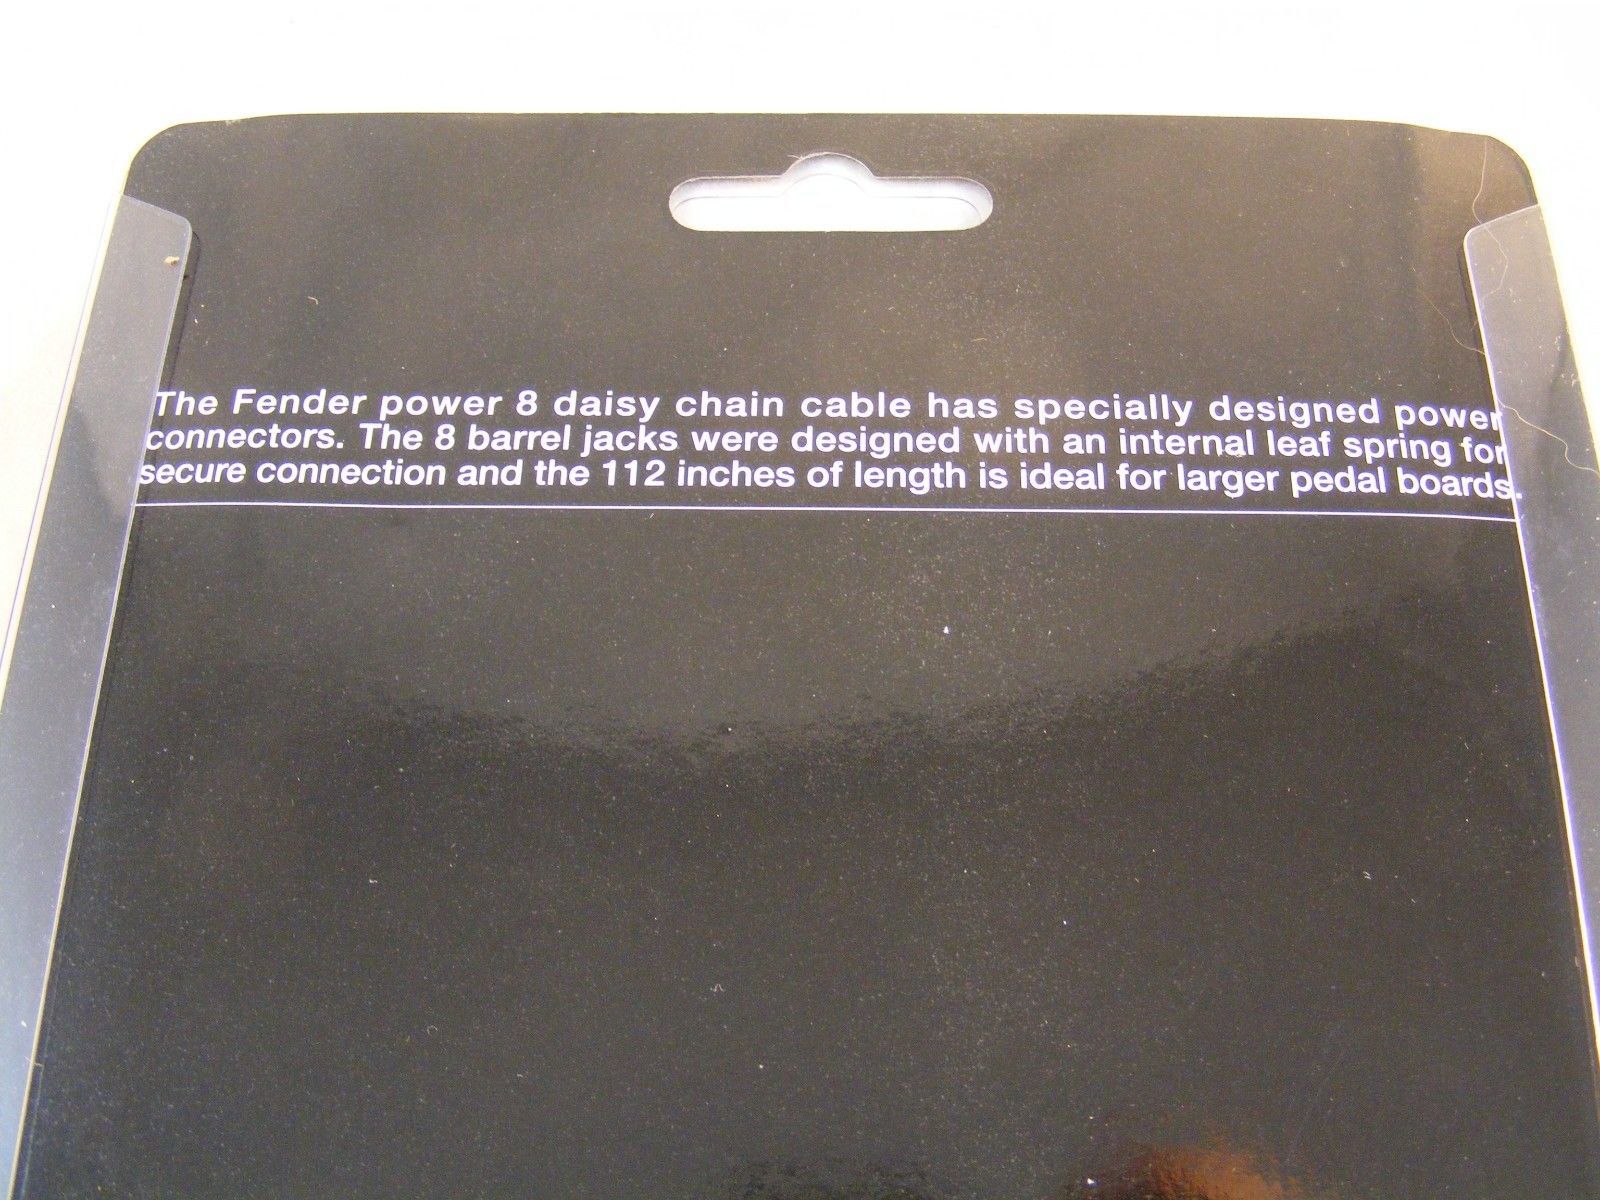 The Fender power 8 daisy chain cable has specially designed power
connectors. The 8 barrel jacks were designed with an internal leaf spring for
secure connection and the 112 inches of length is ideal for larger pedal boards.